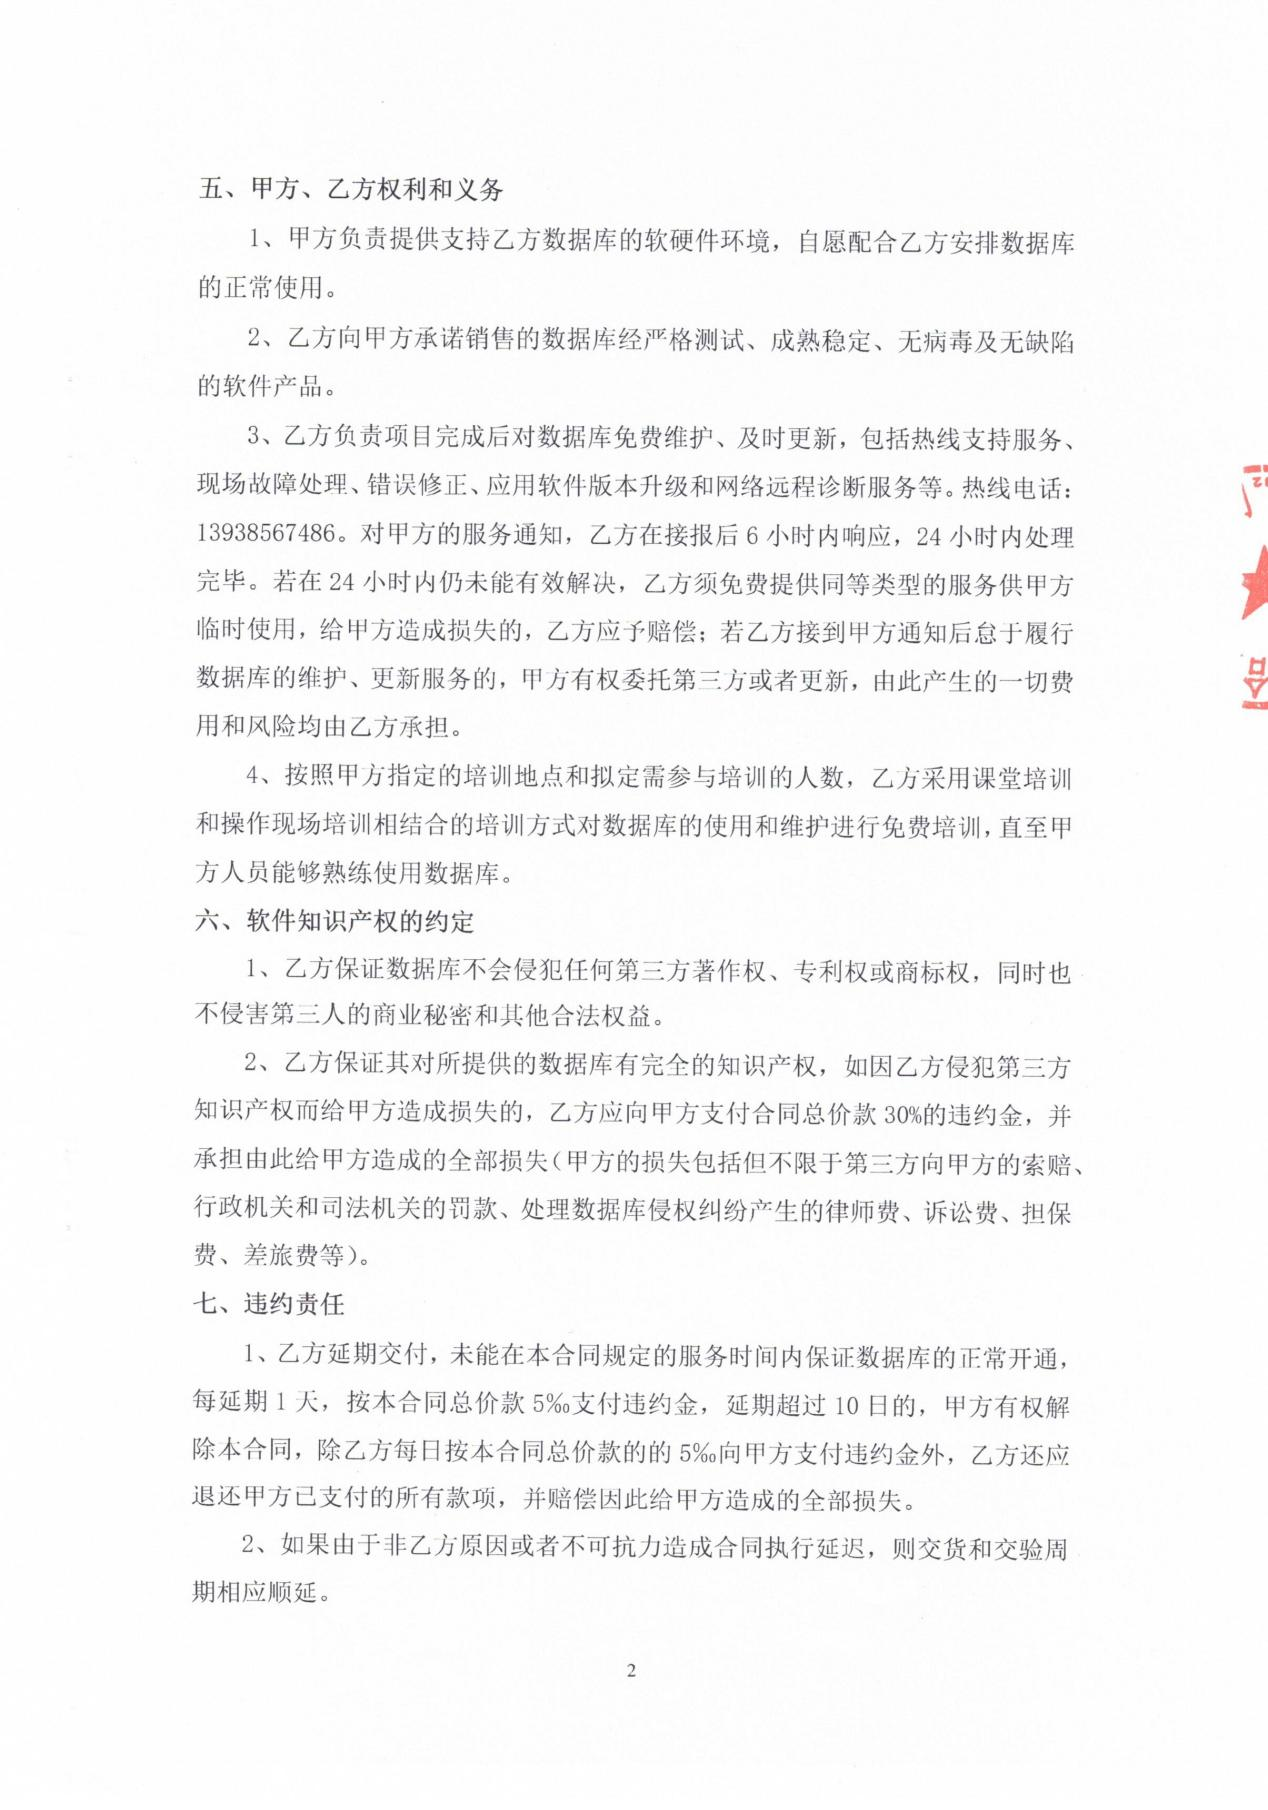 五、甲方、乙方权利和义务
1、甲方负责提供支持乙方数据库的软硬件环境，自愿配合乙方安排数据库
的正常使用。
2、乙方向甲方承诺销售的数据库经严格测试、成熟稳定、无病毒及无缺陷
的软件产品。
3、乙方负责项目完成后对数据库免费维护、及时更新，包括热线支持服务、
现场故障处理、错误修正、应用软件版本升级和网络远程诊断服务等。热线电话：
13938567486。对甲方的服务通知，乙方在接报后 6 小时内响应，24 小时内处理
完毕。若在 24 小时内仍未能有效解决，乙方须免费提供同等类型的服务供甲方
临时使用，给甲方造成损失的，乙方应予赔偿；若乙方接到甲方通知后怠于履行
数据库的维护、更新服务的，甲方有权委托第三方或者更新，由此产生的一切费
用和风险均由乙方承担。
4、按照甲方指定的培训地点和拟定需参与培训的人数，乙方采用课堂培训
和操作现场培训相结合的培训方式对数据库的使用和维护进行免费培训，直至甲
方人员能够熟练使用数据库。
六、软件知识产权的约定
1、乙方保证数据库不会侵犯任何第三方著作权、专利权或商标权，同时也
不侵害第三人的商业秘密和其他合法权益。
2、乙方保证其对所提供的数据库有完全的知识产权，如因乙方侵犯第三方
知识产权而给甲方造成损失的，乙方应向甲方支付合同总价款 30%的违约金，并
承担由此给甲方造成的全部损失（甲方的损失包括但不限于第三方向甲方的索赔、
行政机关和司法机关的罚款、处理数据库侵权纠纷产生的律师费、诉讼费、担保
费、差旅费等）。
七、违约责任
1、乙方延期交付，未能在本合同规定的服务时间内保证数据库的正常开通，
每延期 1 天，按本合同总价款 5‰支付违约金，延期超过 10 日的，甲方有权解
除本合同，除乙方每日按本合同总价款的的 5‰向甲方支付违约金外，乙方还应
退还甲方已支付的所有款项，并赔偿因此给甲方造成的全部损失。
2、如果由于非乙方原因或者不可抗力造成合同执行延迟，则交货和交验周
期相应顺延。
2